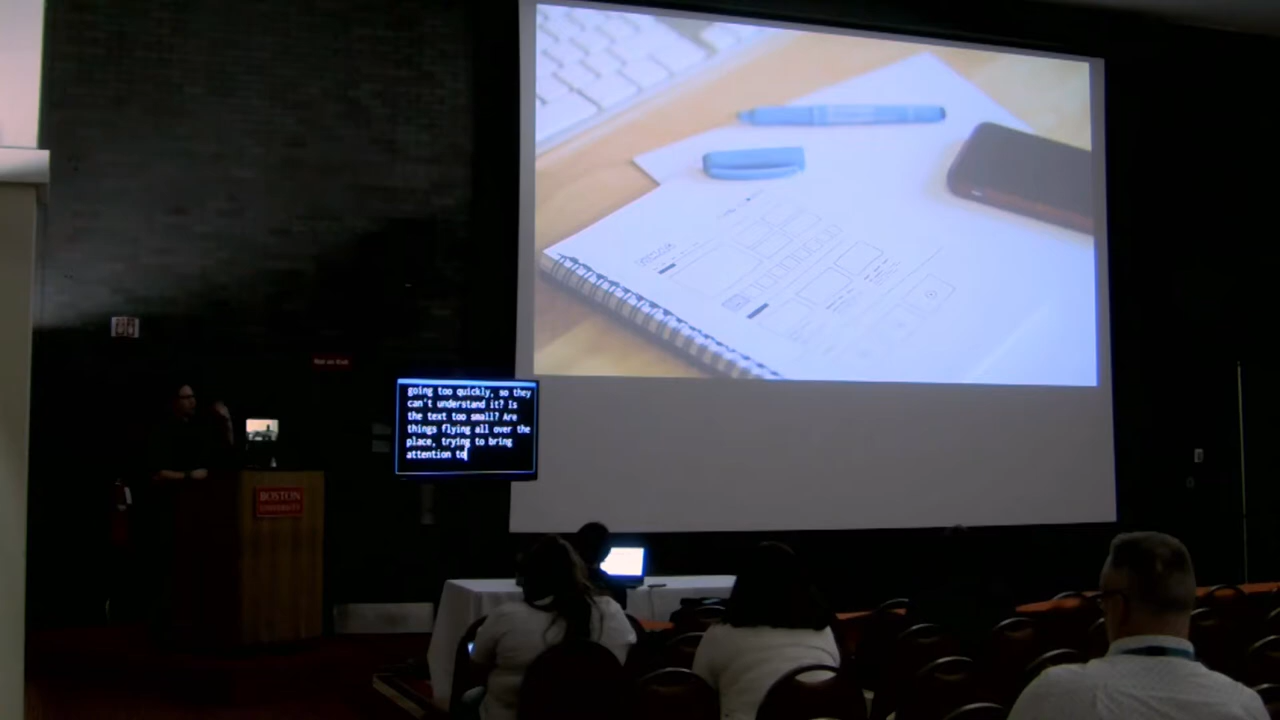 going too quickly, so they
can't understand it? Is
the text too small? Are
things flying all over the
place, trying to bring
attention to
BOSTON
UNIVERSITY